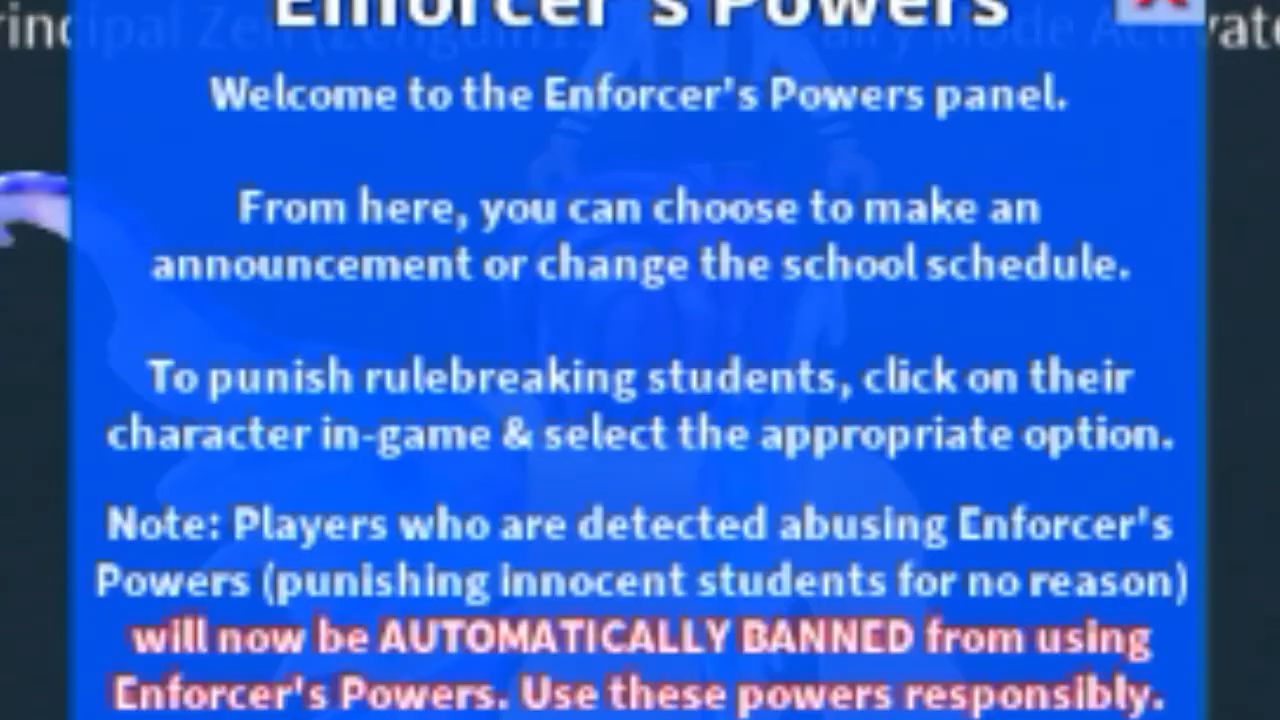 Enforcer's Powers
Welcome to the Enforcer's Powers panel.
From here, you can choose to make an
announcement or change the school schedule.
To punish rulebreaking students, click on their
character in-game & select the appropriate option.
Note: Players who are detected abusing Enforcer's
Powers (punishing innocent students for no reason)
will now be AUTOMATICALLY BANNED from using
Enforcer's Powers. Use these powers responsibly.